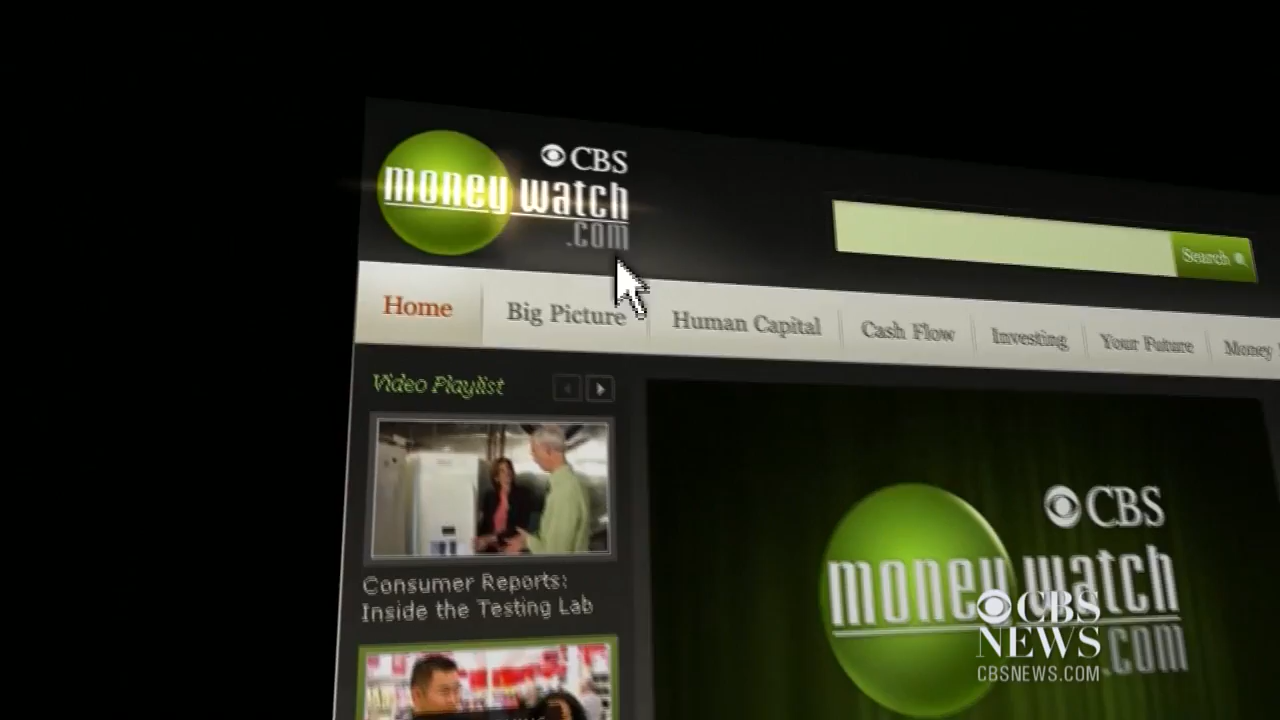 CBS
money watch
.com
Search
Home
Big Picture
Human Capital
Cash Flow
Investing
Your Future
Money
Video Playlist
Consumer Reports:
Inside the Testing Lab
CBS
money watch
.com
CBS
NEWS
CBSNEWS.COM